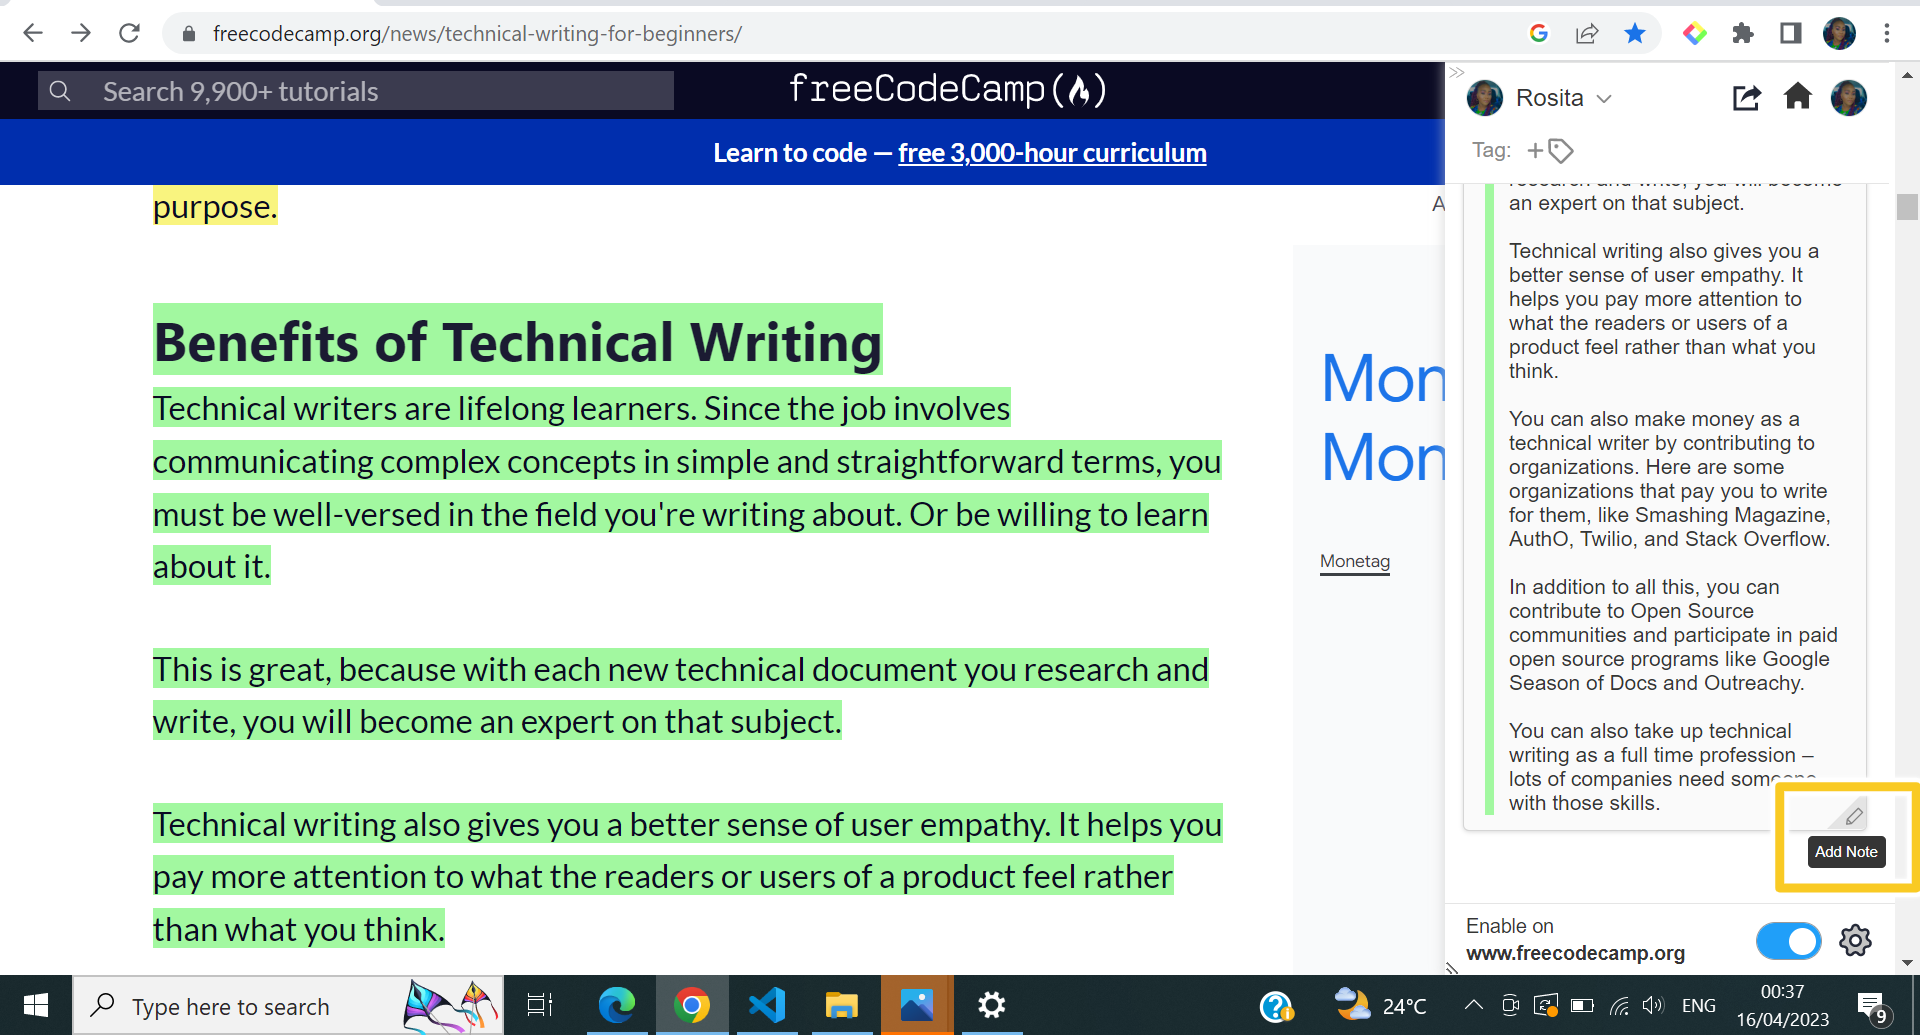 freecodecamp.org/news/technical-writing-for-beginners/
Search 9,900+ tutorials
freeCodeCamp
Learn to code — free 3,000-hour curriculum
purpose.
Benefits of Technical Writing
Technical writers are lifelong learners. Since the job involves
communicating complex concepts in simple and straightforward terms, you
must be well-versed in the field you're writing about. Or be willing to learn
about it.
This is great, because with each new technical document you research and
write, you will become an expert on that subject.
Technical writing also gives you a better sense of user empathy. It helps you
pay more attention to what the readers or users of a product feel rather
than what you think.
A
Mon
Mon
Monetag
Rosita
Tag:
research and write, you will become
an expert on that subject.
Technical writing also gives you a
better sense of user empathy. It
helps you pay more attention to
what the readers or users of a
product feel rather than what you
think.
You can also make money as a
technical writer by contributing to
organizations. Here are some
organizations that pay you to write
for them, like Smashing Magazine,
AuthO, Twilio, and Stack Overflow.
In addition to all this, you can
contribute to Open Source
communities and participate in paid
open source programs like Google
Season of Docs and Outreachy.
You can also take up technical
writing as a full time profession –
lots of companies need someone
with those skills.
Add Note
Enable on
www.freecodecamp.org
Type here to search
24°C
ENG
00:37
16/04/2023
9